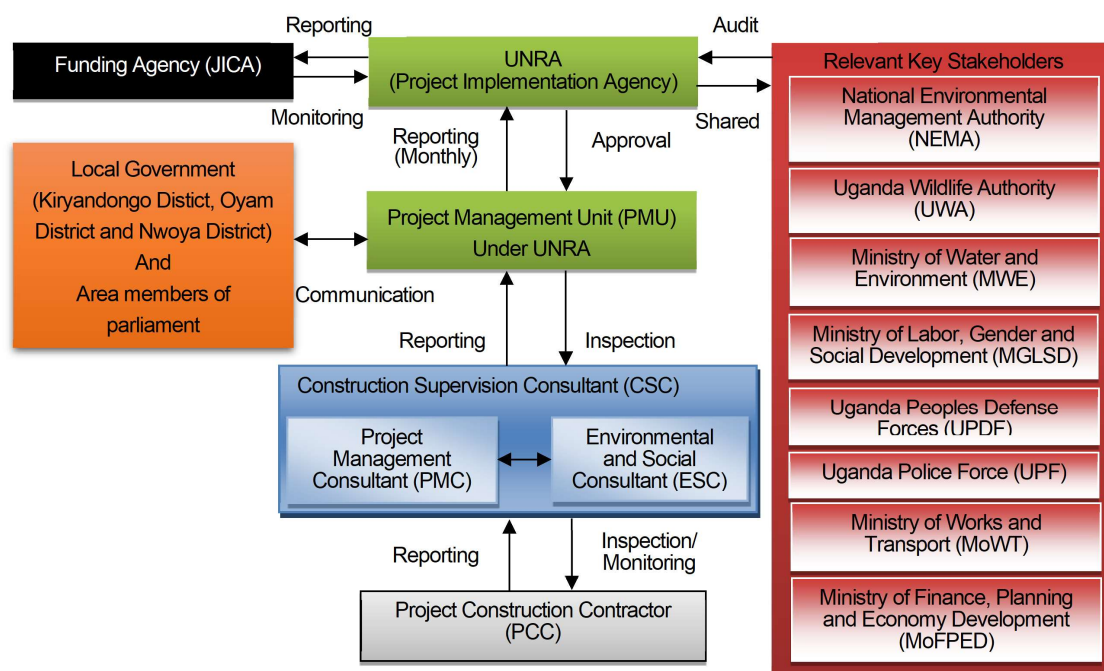 Reporting
Audit
Funding Agency (JICA)
UNRA
(Project Implementation Agency)
Monitoring
Shared
Reporting
(Monthly)
Approval
Local Government
(Kiryandongo Distict, Oyam
District and Nwoya District)
And
Area members of
parliament
Project Management Unit (PMU)
Under UNRA
Communication
Reporting
Inspection
Construction Supervision Consultant (CSC)
Project
Management
Consultant (PMC)
Environmental
and Social
Consultant (ESC)
Reporting
Inspection/
Monitoring
Project Construction Contractor
(PCC)
Relevant Key Stakeholders
National Environmental
Management Authority
(NEMA)
Uganda Wildlife Authority
(UWA)
Ministry of Water and
Environment (MWE)
Ministry of Labor, Gender and
Social Development (MGLSD)
Uganda Peoples Defense
Forces (UPDF)
Uganda Police Force (UPF)
Ministry of Works and
Transport (MoWT)
Ministry of Finance, Planning
and Economy Development
(MoFPED)